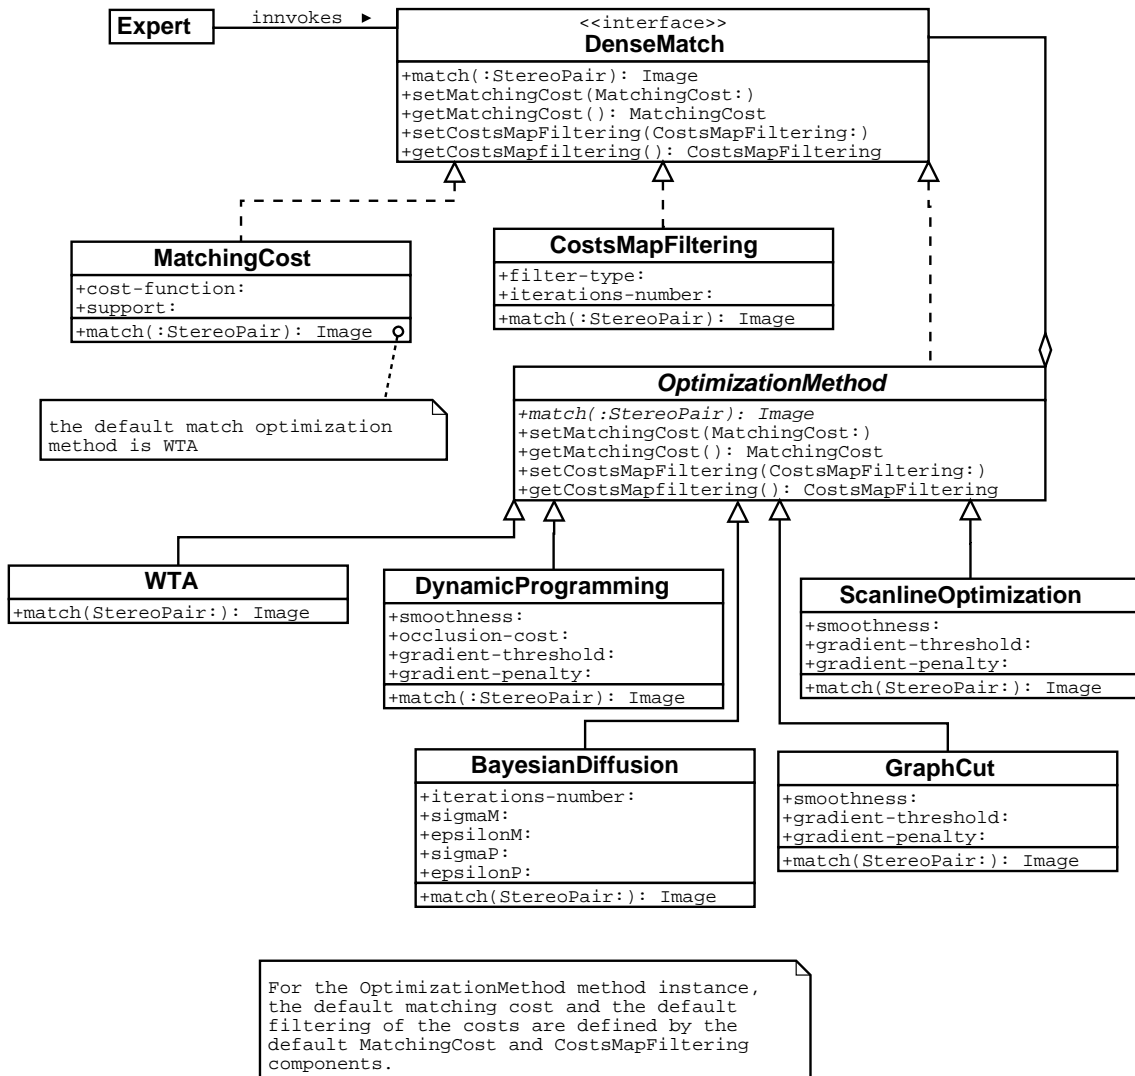 Expert
innvokes ►
<<interface>>
DenseMatch
+match(:StereoPair): Image
+setMatchingCost(MatchingCost:)
+getMatchingCost(): MatchingCost
+setCostsMapFiltering(CostsMapFiltering:)
+getCostsMapfiltering(): CostsMapFiltering
MatchingCost
+cost-function:
+support:
+match(:StereoPair): Image
CostsMapFiltering
+filter-type:
+iterations-number:
+match(:StereoPair): Image
the default match optimization
method is WTA
OptimizationMethod
+match(:StereoPair): Image
+setMatchingCost(MatchingCost:)
+getMatchingCost(): MatchingCost
+setCostsMapFiltering(CostsMapFiltering:)
+getCostsMapfiltering(): CostsMapFiltering
WTA
+match(StereoPair:): Image
DynamicProgramming
+smoothness:
+occlusion-cost:
+gradient-threshold:
+gradient-penalty:
+match(:StereoPair): Image
ScanlineOptimization
+smoothness:
+gradient-threshold:
+gradient-penalty:
+match(StereoPair:): Image
BayesianDiffusion
+iterations-number:
+sigmaM:
+epsilonM:
+sigmaP:
+epsilonP:
+match(StereoPair:): Image
GraphCut
+smoothness:
+gradient-threshold:
+gradient-penalty:
+match(StereoPair:): Image
For the OptimizationMethod method instance,
the default matching cost and the default
filtering of the costs are defined by the
default MatchingCost and CostsMapFiltering
components.